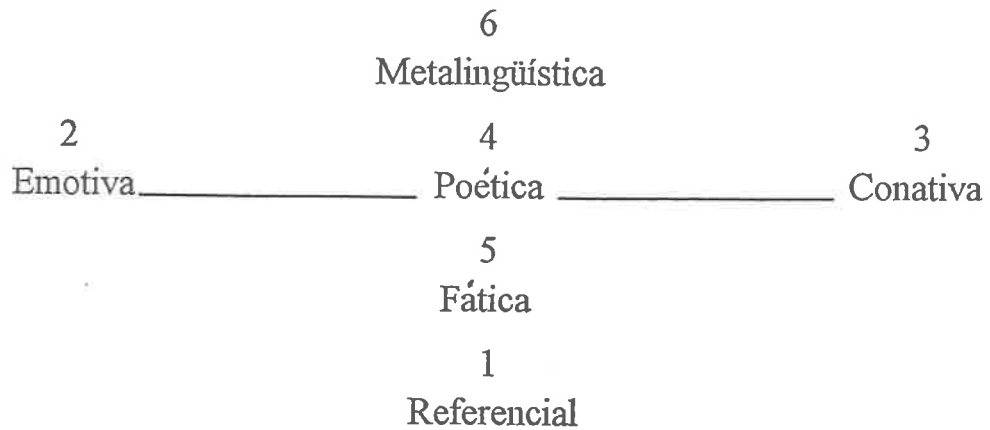 6
Metalingüística
2 4 3
Emotiva Poética Conativa
5
Fática
1
Referencial